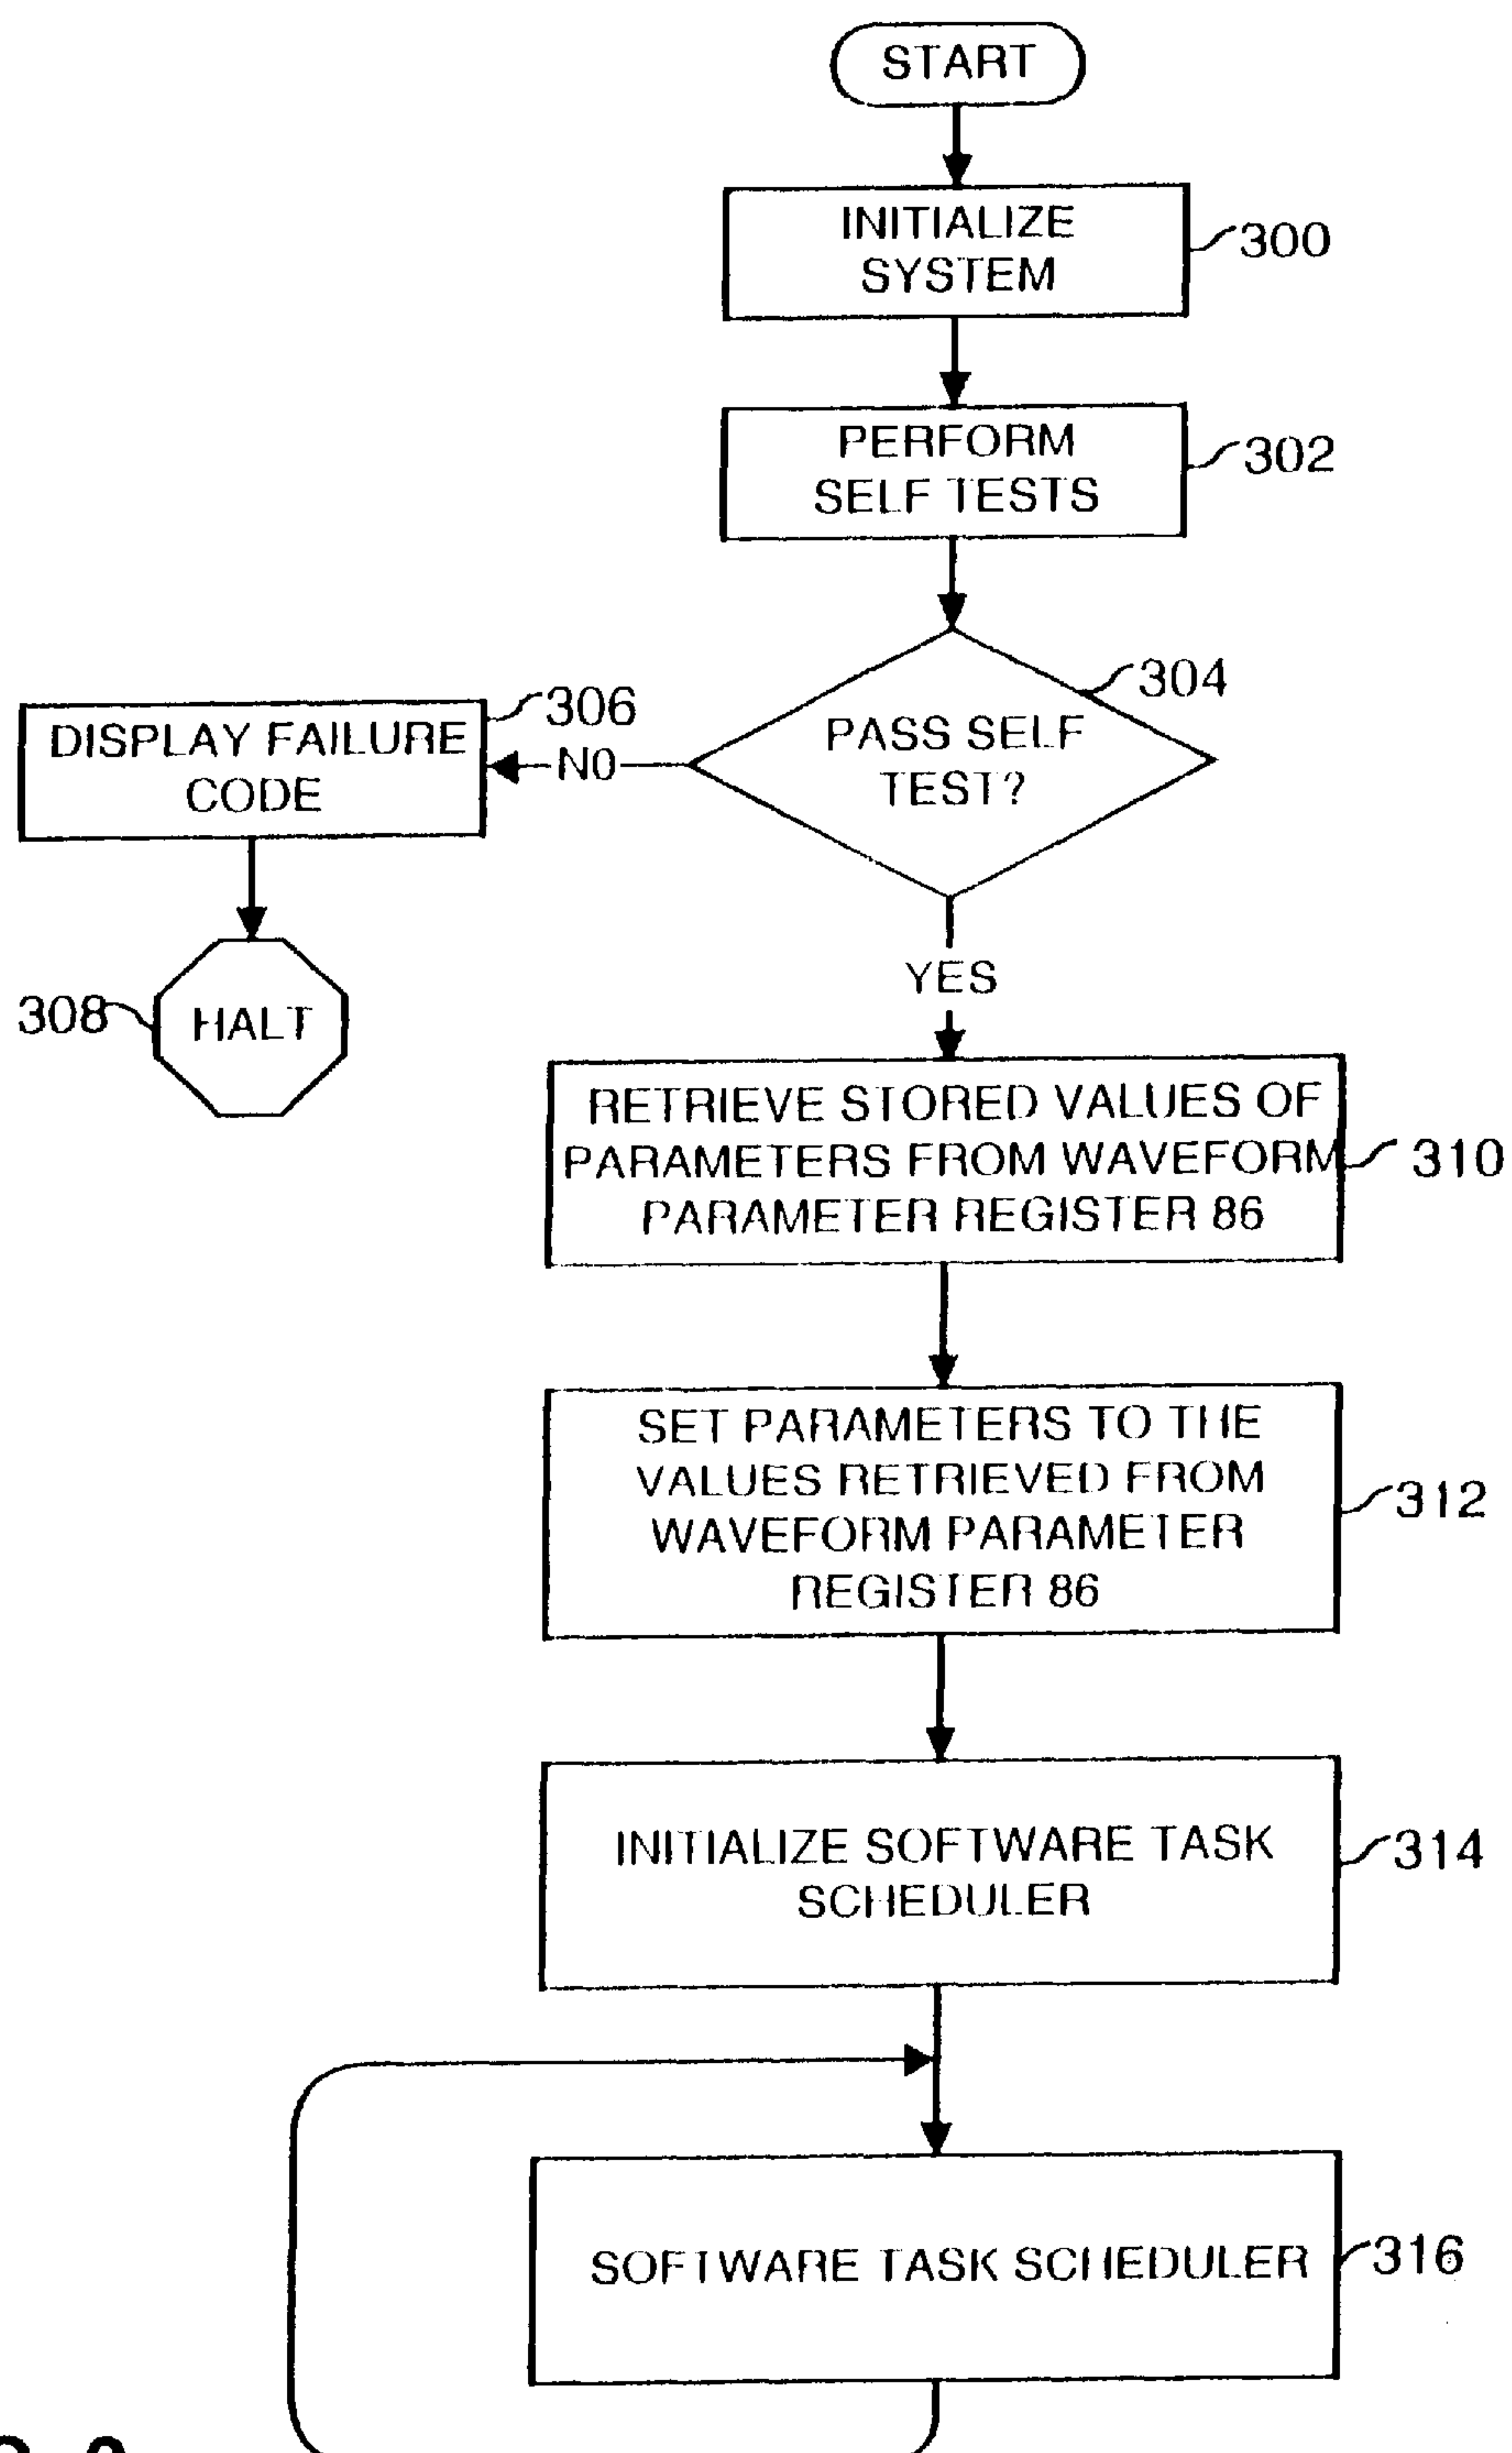 START
INITIALIZE
SYSTEM
300
PERFORM
SELF TESTS
302
304
PASS SELF
TEST?
306
DISPLAY FAILURE
CODE
NO
308
HALT
YES
RETRIEVE STORED VALUES OF
PARAMETERS FROM WAVEFORM
PARAMETER REGISTER 86
310
SET PARAMETERS TO THE
VALUES RETRIEVED FROM
WAVEFORM PARAMETER
REGISTER 86
312
INITIALIZE SOFTWARE TASK
SCHEDULER
314
SOFTWARE TASK SCHEDULER
316